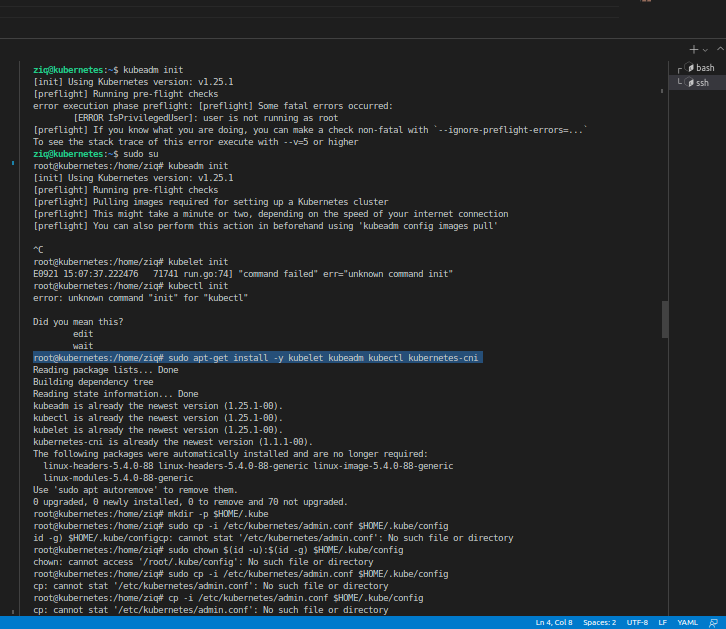 bash
ssh
ziq@kubernetes:~$ kubeadm init
[init] Using Kubernetes version: v1.25.1
[preflight] Running pre-flight checks
error execution phase preflight: [preflight] Some fatal errors occurred:
        [ERROR IsPrivilegedUser]: user is not running as root
[preflight] If you know what you are doing, you can make a check non-fatal with `--ignore-preflight-errors=...`
To see the stack trace of this error execute with --v=5 or higher
ziq@kubernetes:~$ sudo su
root@kubernetes:/home/ziq# kubeadm init
[init] Using Kubernetes version: v1.25.1
[preflight] Running pre-flight checks
[preflight] Pulling images required for setting up a Kubernetes cluster
[preflight] This might take a minute or two, depending on the speed of your internet connection
[preflight] You can also perform this action in beforehand using 'kubeadm config images pull'
^C
root@kubernetes:/home/ziq# kubelet init
E0921 15:07:37.222476   71741 run.go:74] "command failed" err="unknown command init"
root@kubernetes:/home/ziq# kubectl init
error: unknown command "init" for "kubectl"
Did you mean this?
        edit
        wait
root@kubernetes:/home/ziq# sudo apt-get install -y kubelet kubeadm kubectl kubernetes-cni
Reading package lists... Done
Building dependency tree
Reading state information... Done
kubeadm is already the newest version (1.25.1-00).
kubectl is already the newest version (1.25.1-00).
kubelet is already the newest version (1.25.1-00).
kubernetes-cni is already the newest version (1.1.1-00).
The following packages were automatically installed and are no longer required:
  linux-headers-5.4.0-88 linux-headers-5.4.0-88-generic linux-image-5.4.0-88-generic
  linux-modules-5.4.0-88-generic
Use 'sudo apt autoremove' to remove them.
0 upgraded, 0 newly installed, 0 to remove and 70 not upgraded.
root@kubernetes:/home/ziq# mkdir -p $HOME/.kube
root@kubernetes:/home/ziq# sudo cp -i /etc/kubernetes/admin.conf $HOME/.kube/config
id -g) $HOME/.kube/configcp: cannot stat '/etc/kubernetes/admin.conf': No such file or directory
root@kubernetes:/home/ziq# sudo chown $(id -u):$(id -g) $HOME/.kube/config
chown: cannot access '/root/.kube/config': No such file or directory
root@kubernetes:/home/ziq# sudo cp -i /etc/kubernetes/admin.conf $HOME/.kube/config
cp: cannot stat '/etc/kubernetes/admin.conf': No such file or directory
root@kubernetes:/home/ziq# cp -i /etc/kubernetes/admin.conf $HOME/.kube/config
cp: cannot stat '/etc/kubernetes/admin.conf': No such file or directory
Ln 4, Col 8 Spaces: 2 UTF-8 LF YAML